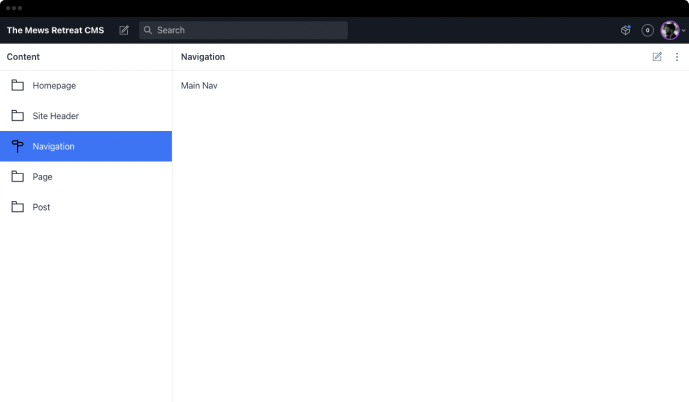 The Mews Retreat CMS
Search
0
Content
Navigation
Homepage
Main Nav
Site Header
Navigation
Page
Post